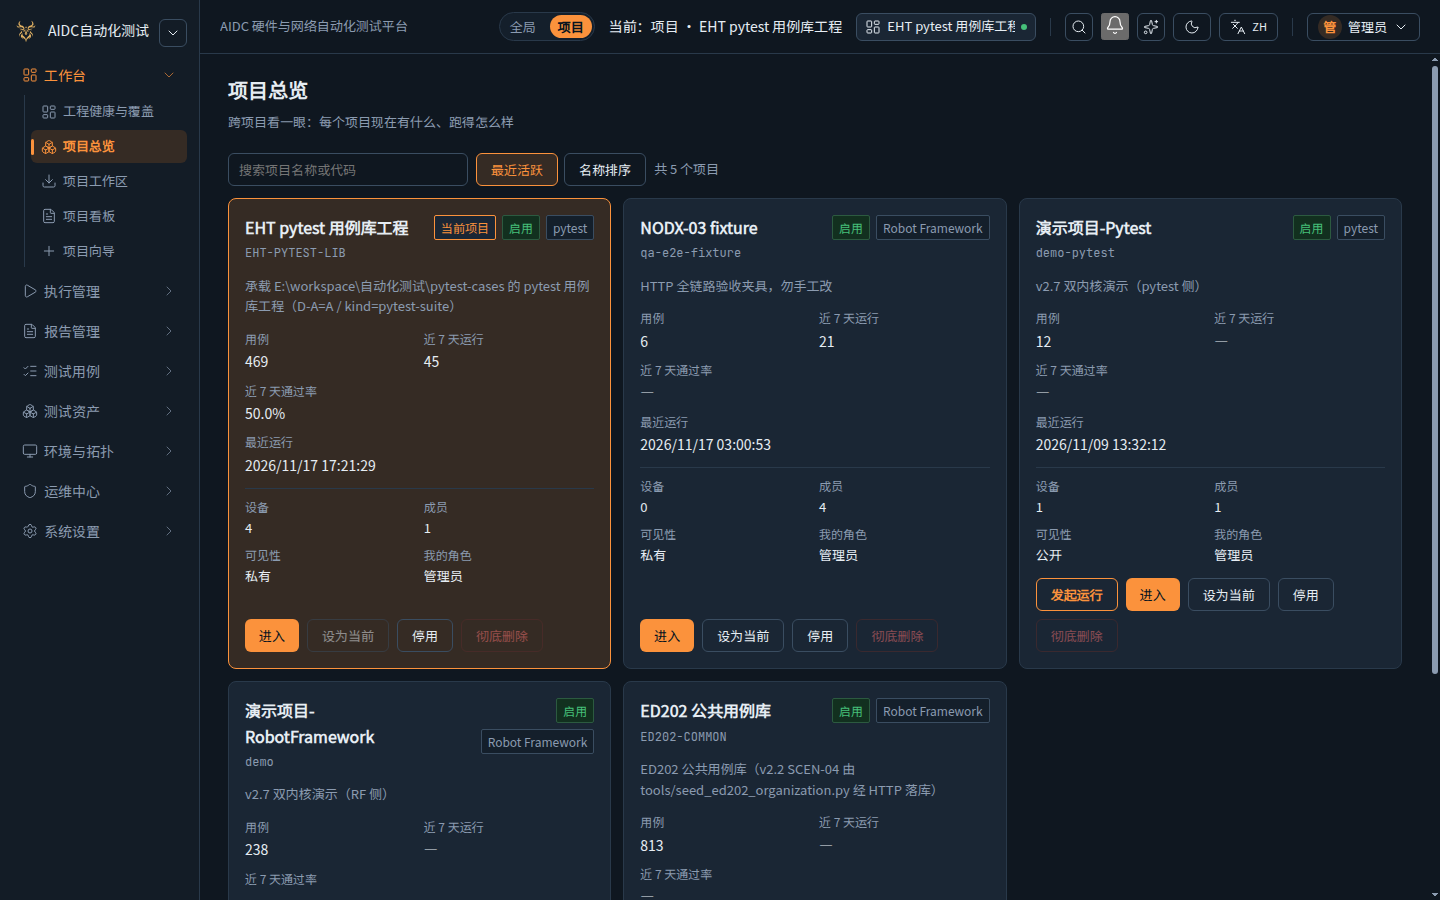 AIDC自动化测试
工作台
工程健康与覆盖
项目总览
项目工作区
项目看板
项目向导
执行管理
报告管理
测试用例
测试资产
环境与拓扑
运维中心
系统设置
AIDC 硬件与网络自动化测试平台
全局 项目 当前：项目 · EHT pytest 用例库工程
EHT pytest 用例库工程
ZH
管 管理员
项目总览
跨项目看一眼：每个项目现在有什么、跑得怎么样
搜索项目名称或代码 最近活跃 名称排序 共 5 个项目
EHT pytest 用例库工程 当前项目 启用 pytest
EHT-PYTEST-LIB
承载 E:\workspace\自动化测试\pytest-cases 的 pytest 用例
库工程（D-A=A / kind=pytest-suite）
用例 近 7 天运行
469 45
近 7 天通过率
50.0%
最近运行
2026/11/17 17:21:29
设备 成员
4 1
可见性 我的角色
私有 管理员
进入 设为当前 停用 彻底删除
NODX-03 fixture 启用 Robot Framework
qa-e2e-fixture
HTTP 全链路验收夹具，勿手工改
用例 近 7 天运行
6 21
近 7 天通过率
—
最近运行
2026/11/17 03:00:53
设备 成员
0 4
可见性 我的角色
私有 管理员
进入 设为当前 停用 彻底删除
演示项目-Pytest 启用 pytest
demo-pytest
v2.7 双内核演示（pytest 侧）
用例 近 7 天运行
12 —
近 7 天通过率
—
最近运行
2026/11/09 13:32:12
设备 成员
1 1
可见性 我的角色
公开 管理员
发起运行 进入 设为当前 停用
彻底删除
演示项目- 启用
RobotFramework Robot Framework
demo
v2.7 双内核演示（RF 侧）
用例 近 7 天运行
238 —
近 7 天通过率
ED202 公共用例库 启用 Robot Framework
ED202-COMMON
ED202 公共用例库（v2.2 SCEN-04 由
tools/seed_ed202_organization.py 经 HTTP 落库）
用例 近 7 天运行
813 —
近 7 天通过率
—